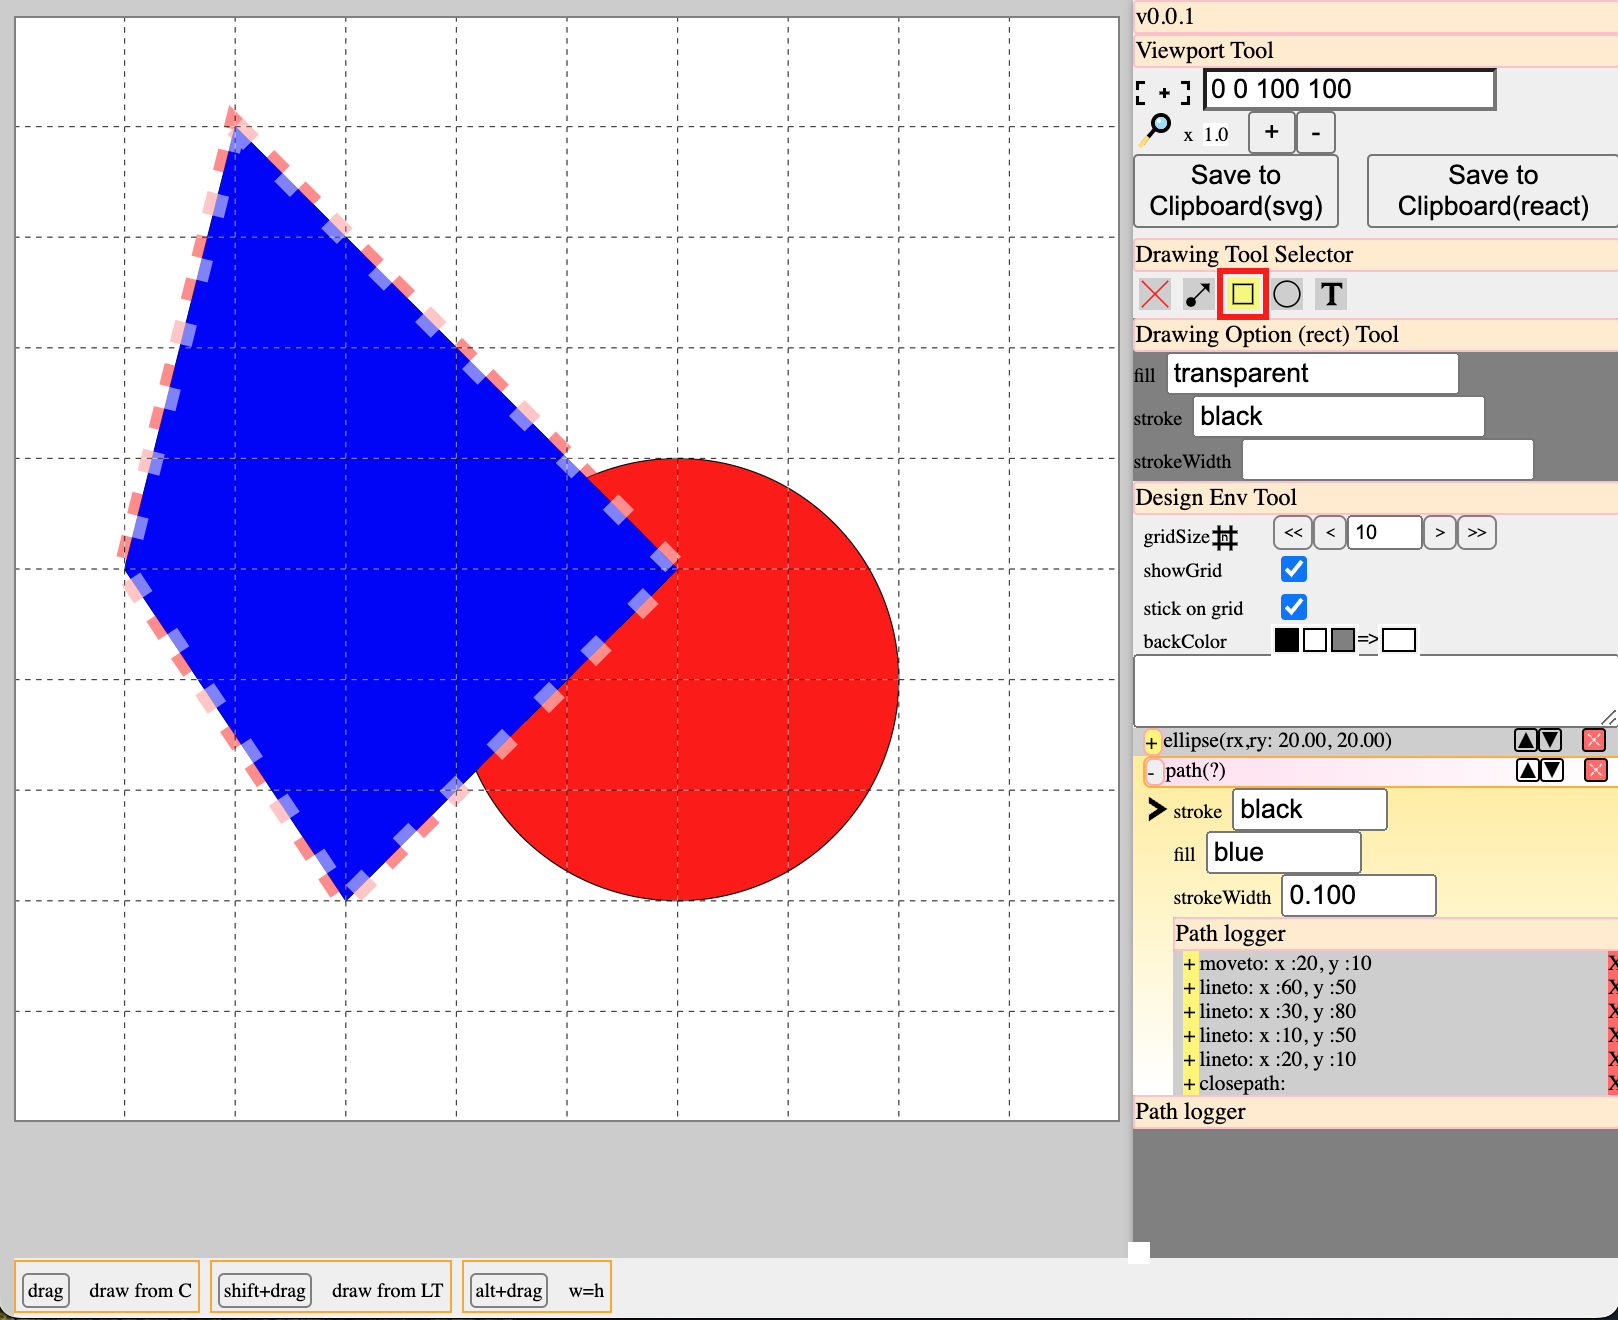 v0.0.1
Viewport Tool
0 0 100 100
x 1.0 + -
Save to
Clipboard(svg)
Save to
Clipboard(react)
Drawing Tool Selector
T
Drawing Option (rect) Tool
fill transparent
stroke black
strokeWidth
Design Env Tool
gridSize << < 10 > >>
showGrid
stick on grid
backColor =>
+ ellipse(rx,ry: 20.00, 20.00) ▲ ▼
- path(?) ▲ ▼
> stroke black
fill blue
strokeWidth 0.100
Path logger
+ moveto: x :20, y :10 X
+ lineto: x :60, y :50 X
+ lineto: x :30, y :80 X
+ lineto: x :10, y :50 X
+ lineto: x :20, y :10 X
+ closepath: X
Path logger
drag draw from C shift+drag draw from LT alt+drag w=h